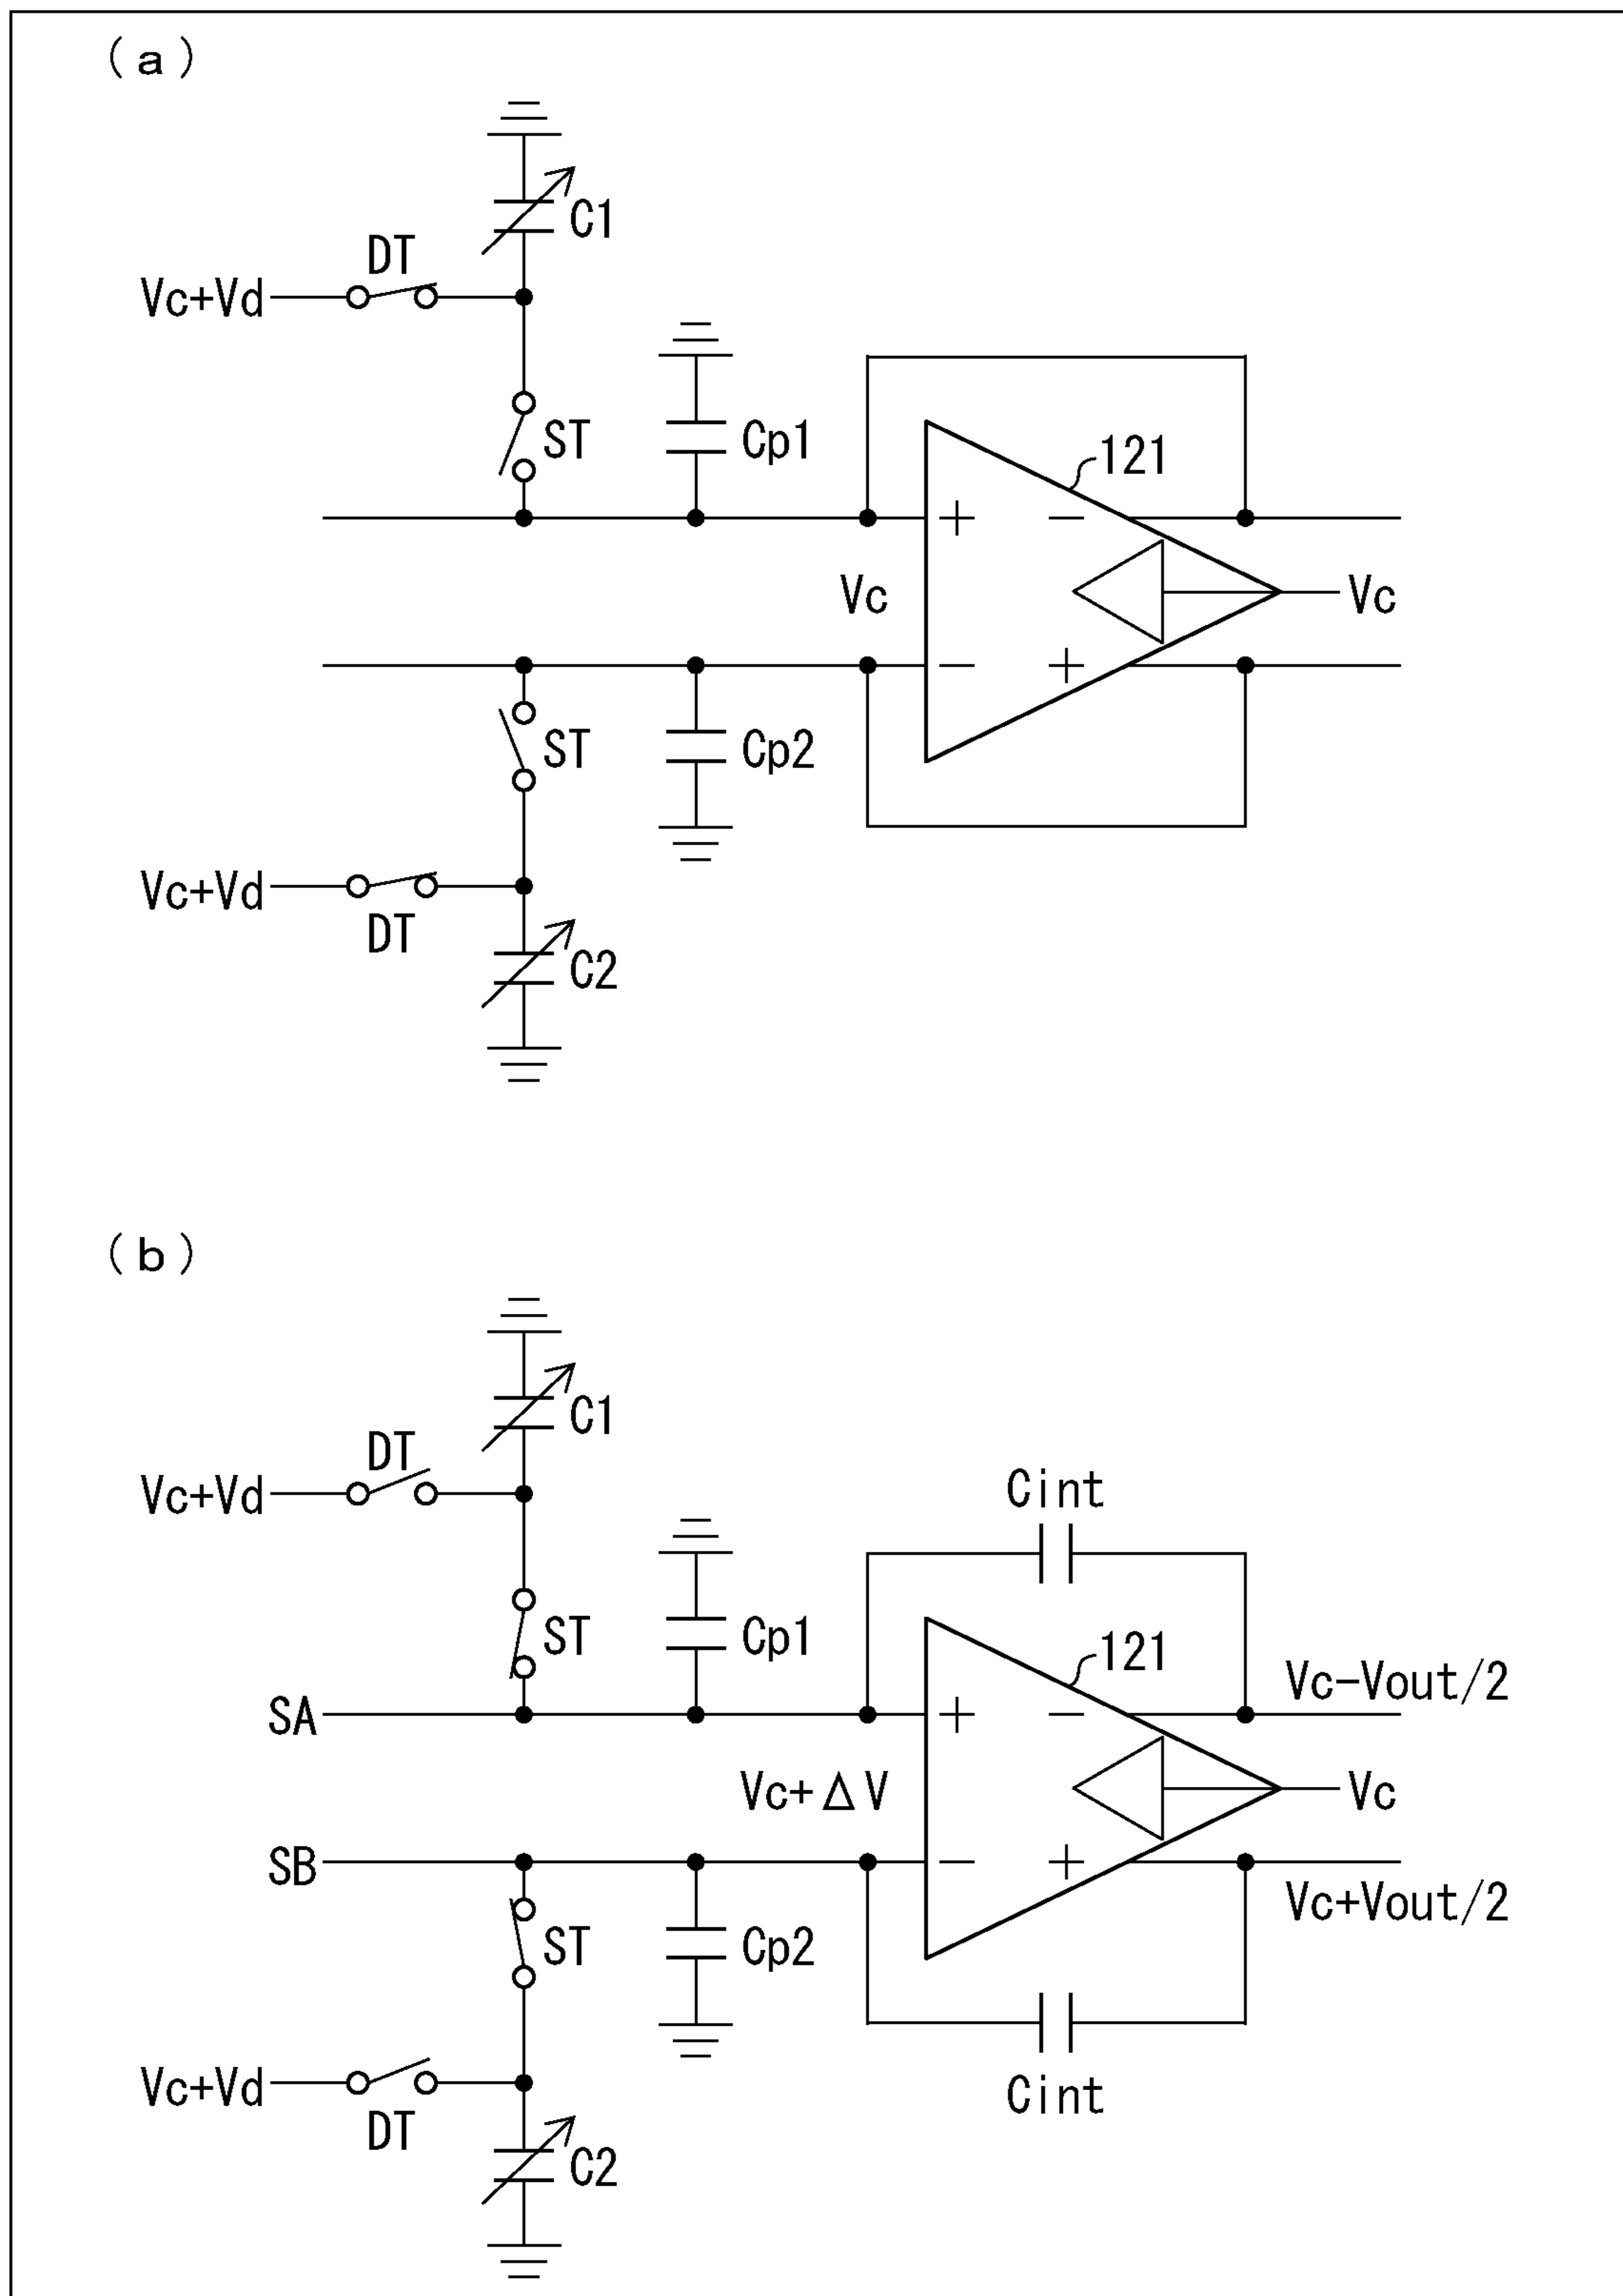 (a)
C1
DT
Vc+Vd
ST
Cp1
121
+ −
Vc
Vc
− +
ST
Cp2
Vc+Vd
DT
C2
(b)
C1
DT
Vc+Vd
Cint
ST
Cp1
121
Vc−Vout/2
SA
+ −
Vc+ΔV
Vc
SB
− +
Vc+Vout/2
ST
Cp2
Vc+Vd
Cint
DT
C2